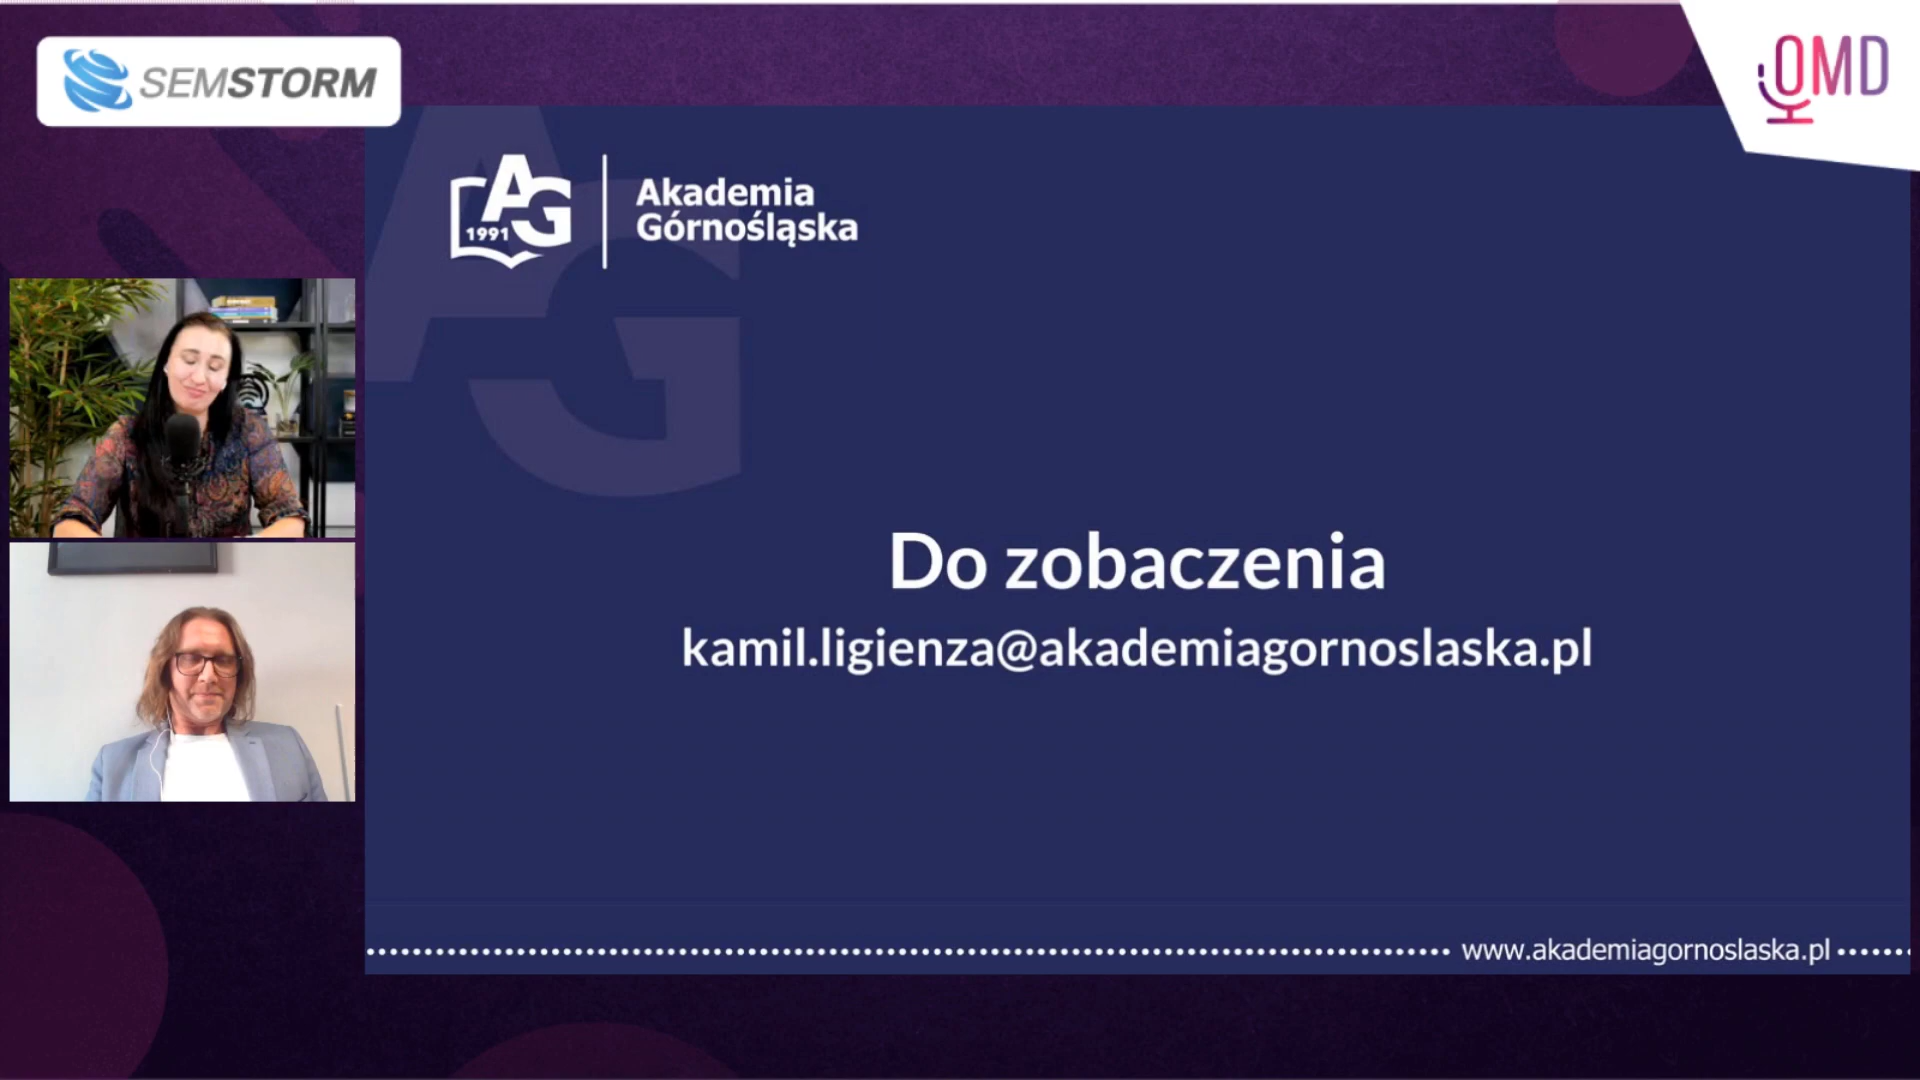 SEMSTORM
OMD
AG
1991
Akademia
Górnośląska
Do zobaczenia
kamil.ligienza@akademiagornoslaska.pl
www.akademiagornoslaska.pl